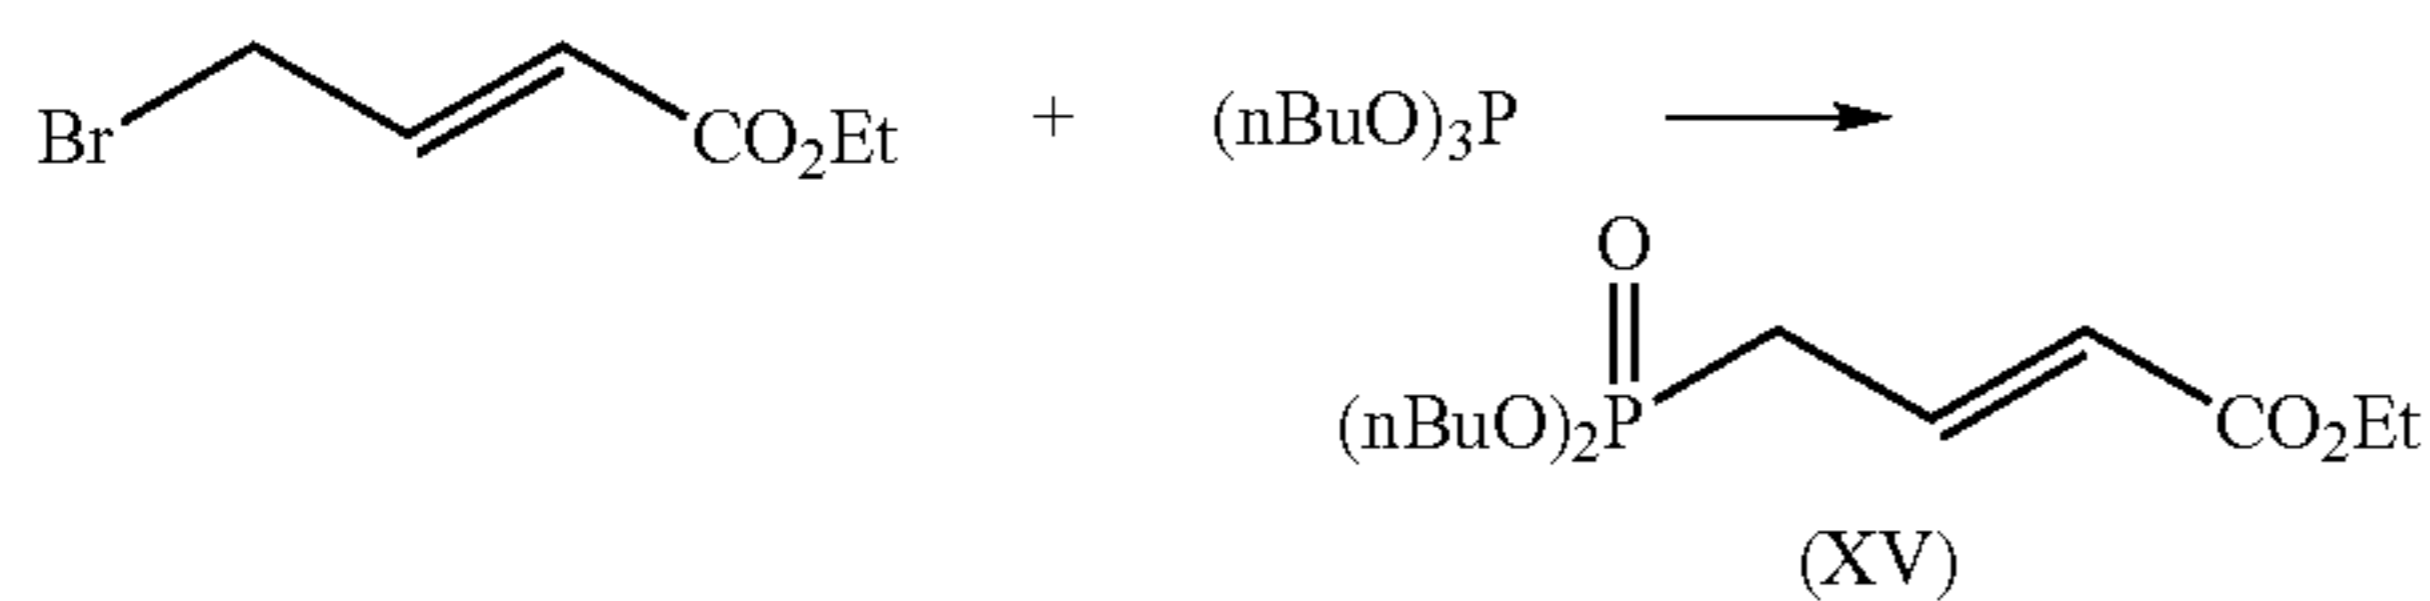 Br CO₂Et + (nBuO)₃P
O
(nBuO)₂P CO₂Et
(XV)